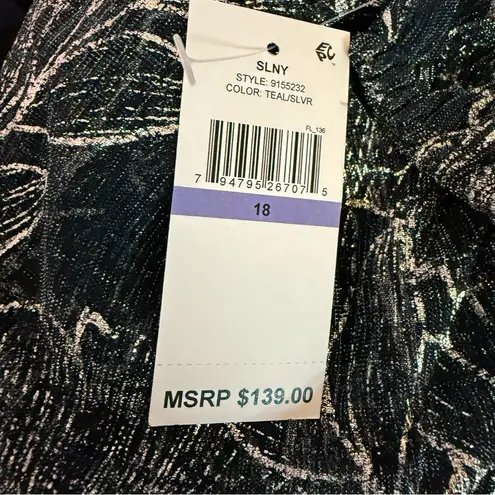 SLNY
STYLE: 9155232
COLOR: TEAL/SLVR
FL_136
7 94795 26707 5
18
MSRP $139.00